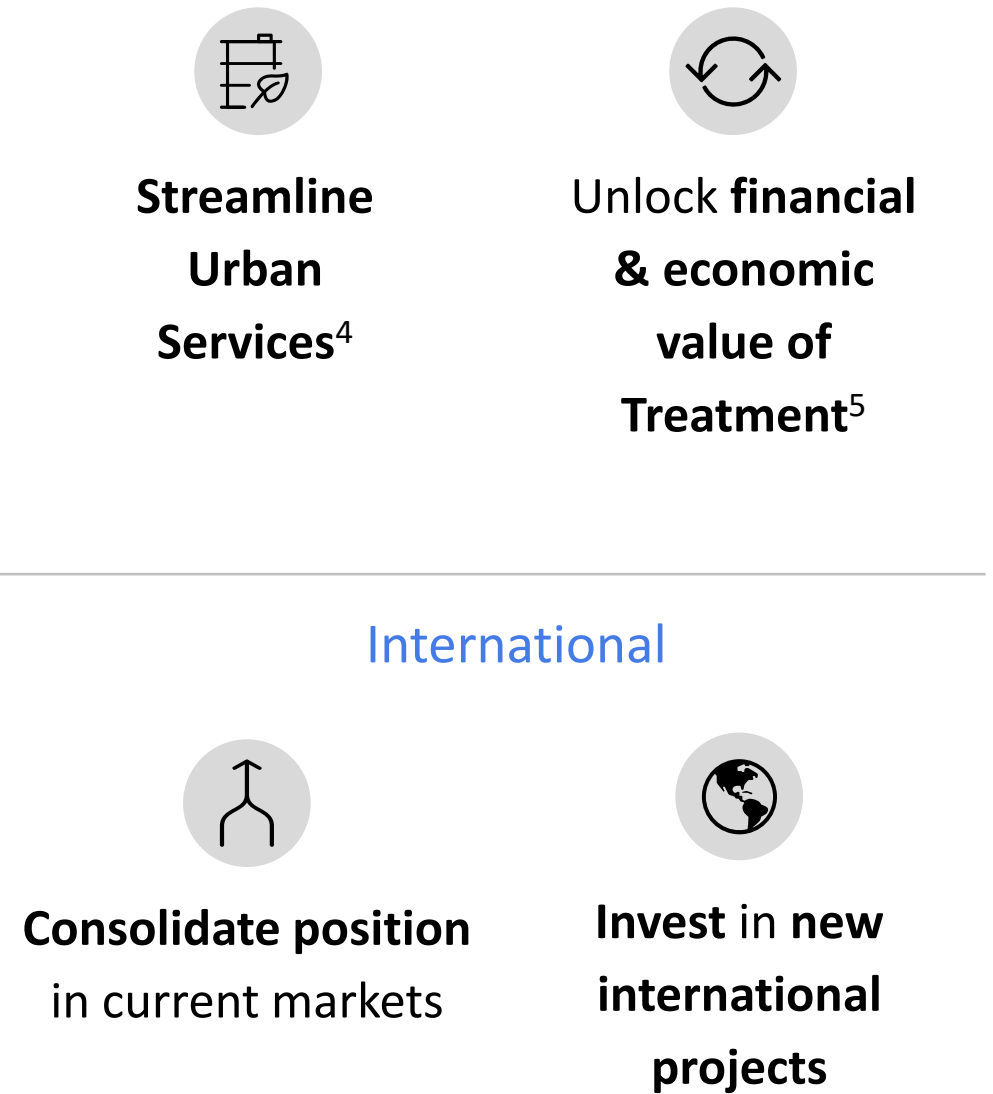 Streamline
Urban
Services4
Unlock financial
& economic
value of
Treatment5
International
Consolidate position
in current markets
Invest in new
international
projects